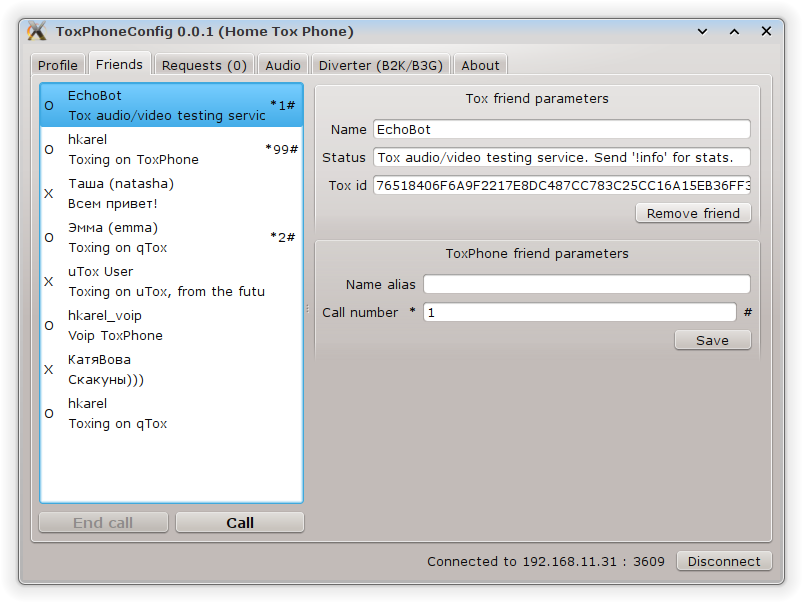 ToxPhoneConfig 0.0.1 (Home Tox Phone)
Profile Friends Requests (0) Audio Diverter (B2K/B3G) About
O EchoBot *1#
Tox audio/video testing servic
O hkarel *99#
Toxing on ToxPhone
X Таша (natasha)
Всем привет!
O Эмма (emma) *2#
Toxing on qTox
X uTox User
Toxing on uTox, from the futu
O hkarel_voip
Voip ToxPhone
X КатяВова
Скакуны)))
O hkarel
Toxing on qTox
End call Call
Tox friend parameters
Name EchoBot
Status Tox audio/video testing service. Send '!info' for stats.
Tox id 76518406F6A9F2217E8DC487CC783C25CC16A15EB36FF3
Remove friend
ToxPhone friend parameters
Name alias
Call number * 1 #
Save
Connected to 192.168.11.31 : 3609 Disconnect